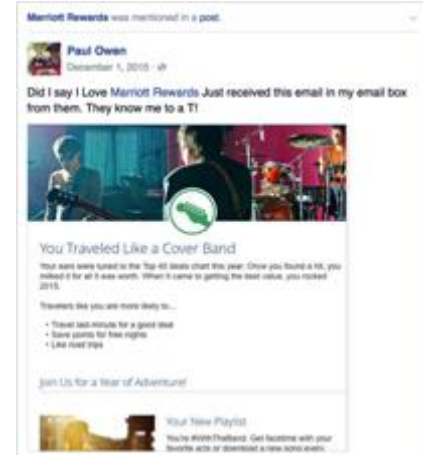 Marriott Rewards was mentioned in a post.
Paul Owen
December 1, 2015
Did I say I Love Marriott Rewards Just received this email in my email box
from them. They know me to a T!
You Traveled Like a Cover Band
Your ears were tuned to the Top 40 deals chart this year. Once you found a hit, you
milked it for all it was worth. When it came to getting the best value, you rocked
2015.
Travelers like you are more likely to...
• Travel last-minute for a good deal
• Save points for free nights
• Like road trips
Join Us for a Year of Adventure!
Your New Playlist
You're #WithTheBand. Get facetime with your
favorite acts or download a new song every